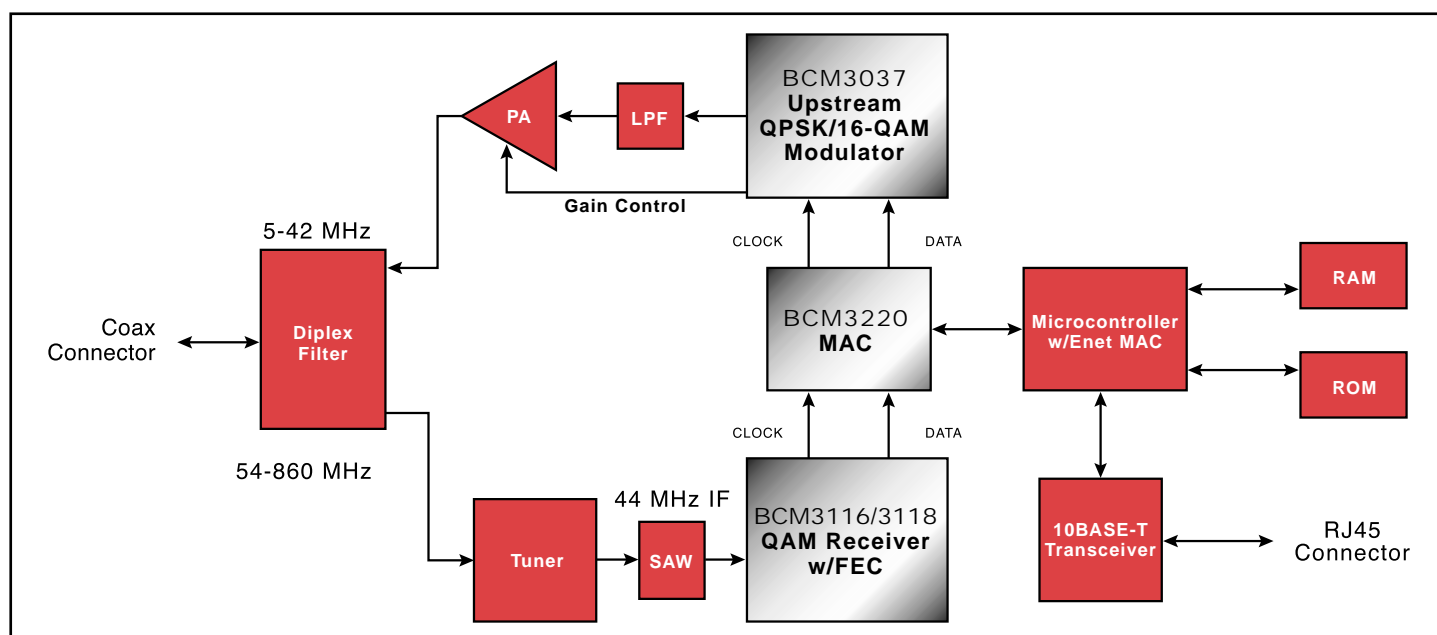 BCM3037
Upstream
QPSK/16-QAM
Modulator
PA
LPF
Gain Control
5-42 MHz
CLOCK
DATA
Coax
Connector
Diplex
Filter
BCM3220
MAC
Microcontroller
w/Enet MAC
RAM
ROM
54-860 MHz
CLOCK
DATA
Tuner
44 MHz IF
SAW
BCM3116/3118
QAM Receiver
w/FEC
10BASE-T
Transceiver
RJ45
Connector